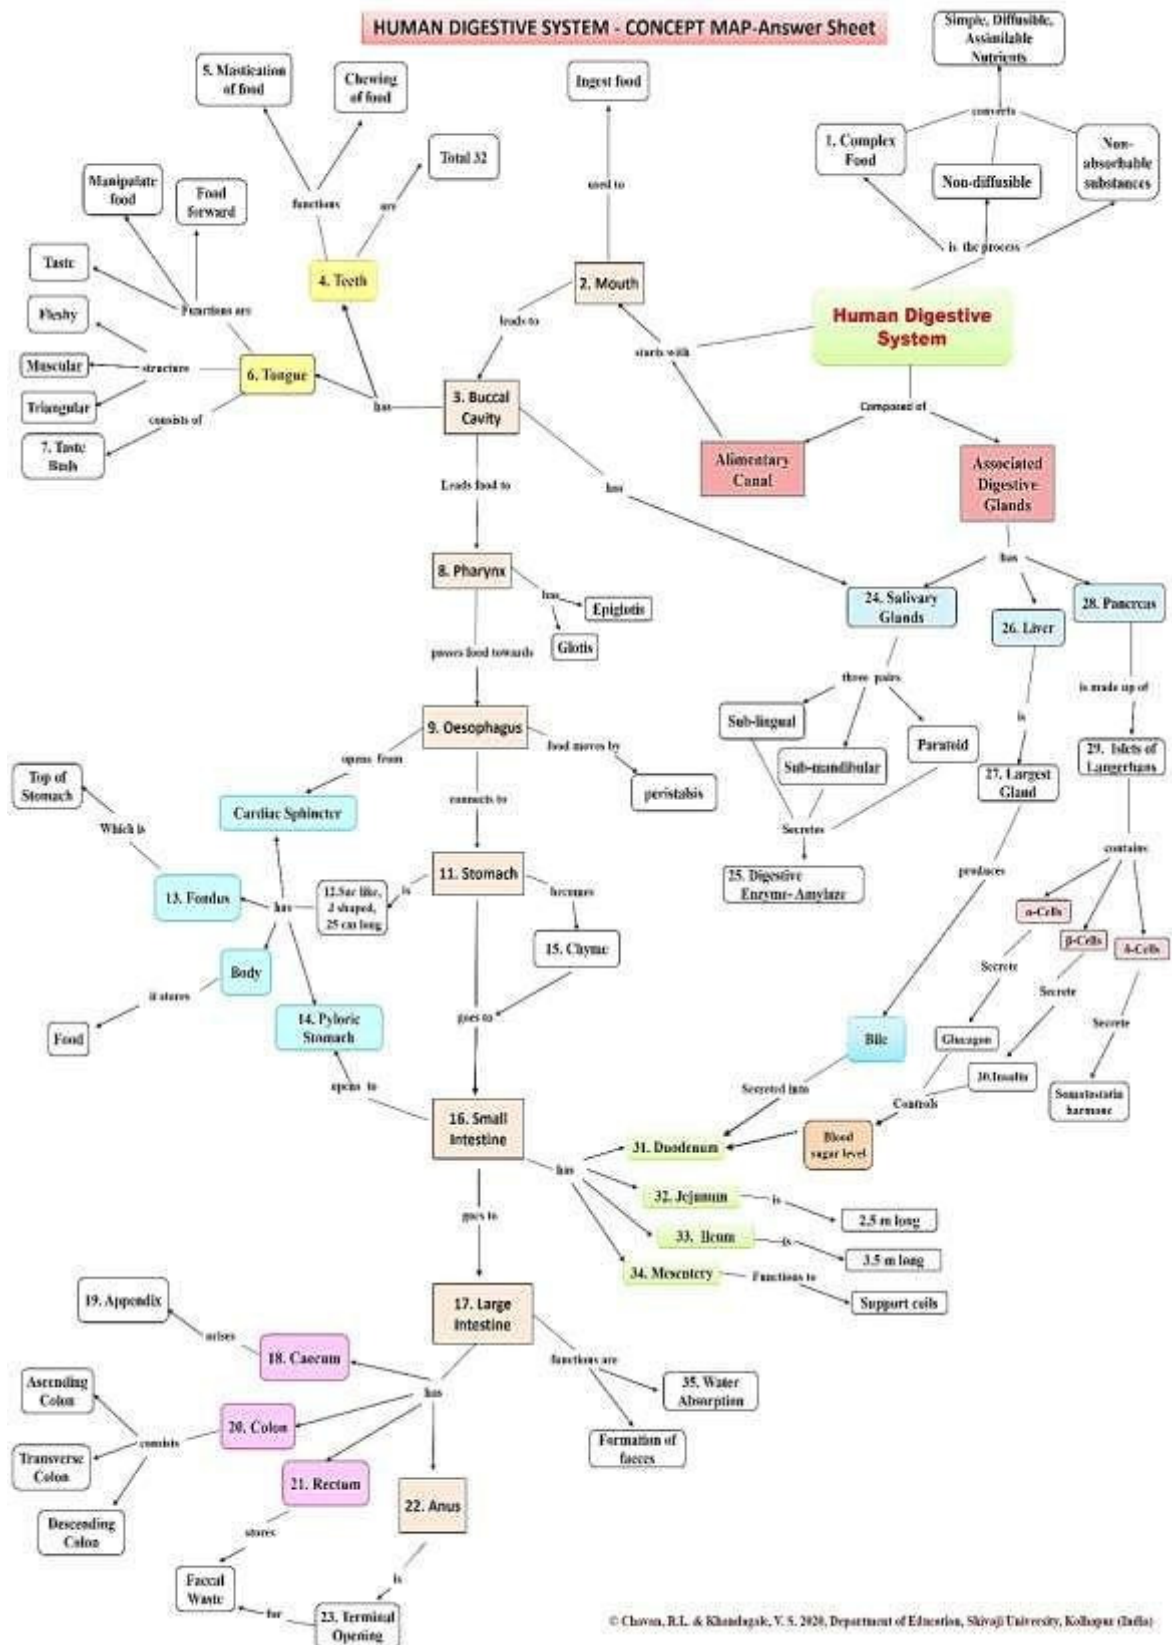 HUMAN DIGESTIVE SYSTEM - CONCEPT MAP-Answer Sheet
Simple, Diffusible,
Assimilable
Nutrients
converts
1. Complex
Food
Non-diffusible
Non-
absorbable
substances
is the process
Human Digestive
System
5. Mastication
of food
Chewing
of food
Ingest food
Total 32
used to
functions
are
Manipulate
food
Food
forward
Taste
4. Teeth
2. Mouth
Fleshy
Functions are
leads to
starts with
Muscular
structure
6. Tongue
Triangular
has
3. Buccal
Cavity
consists of
7. Taste
Buds
Composed of
Alimentary
Canal
Associated
Digestive
Glands
Leads food to
has
has
8. Pharynx
has
Epiglotis
Glotis
24. Salivary
Glands
26. Liver
28. Pancreas
passes food towards
three pairs
is made up of
Sub-lingual
Sub-mandibular
Paratoid
is
9. Oesophagus
food moves by
peristalsis
opens from
27. Largest
Gland
29. Islets of
Langerhans
Top of
Stomach
Cardiac Sphincter
connects to
Which is
Secretes
contains
11. Stomach
is
12.Sac like,
J shaped,
25 cm long
becomes
25. Digestive
Enzyme- Amylaze
produces
13. Fondus
has
α-Cells
β-Cells
δ-Cells
15. Chyme
Body
it stores
Food
Secrete
Secrete
Secrete
14. Pyloric
Stomach
goes to
Bile
Glucagon
30.Insulin
Somatostatin
harmone
opens to
Secreted into
Controls
16. Small
Intestine
31. Duodenum
Blood
sugar level
has
32. Jejunum
is
2.5 m long
goes to
33. Ileum
is
3.5 m long
34. Mesentery
Functions to
Support coils
19. Appendix
17. Large
Intestine
arises
18. Caecum
functions are
35. Water
Absorption
Ascending
Colon
has
20. Colon
consists
Formation of
faeces
Transverse
Colon
21. Rectum
22. Anus
Descending
Colon
stores
Faecal
Waste
is
for
23. Terminal
Opening
© Chavan, R.L. & Khandagale, V. S. 2020, Department of Education, Shivaji University, Kolhapur (India)